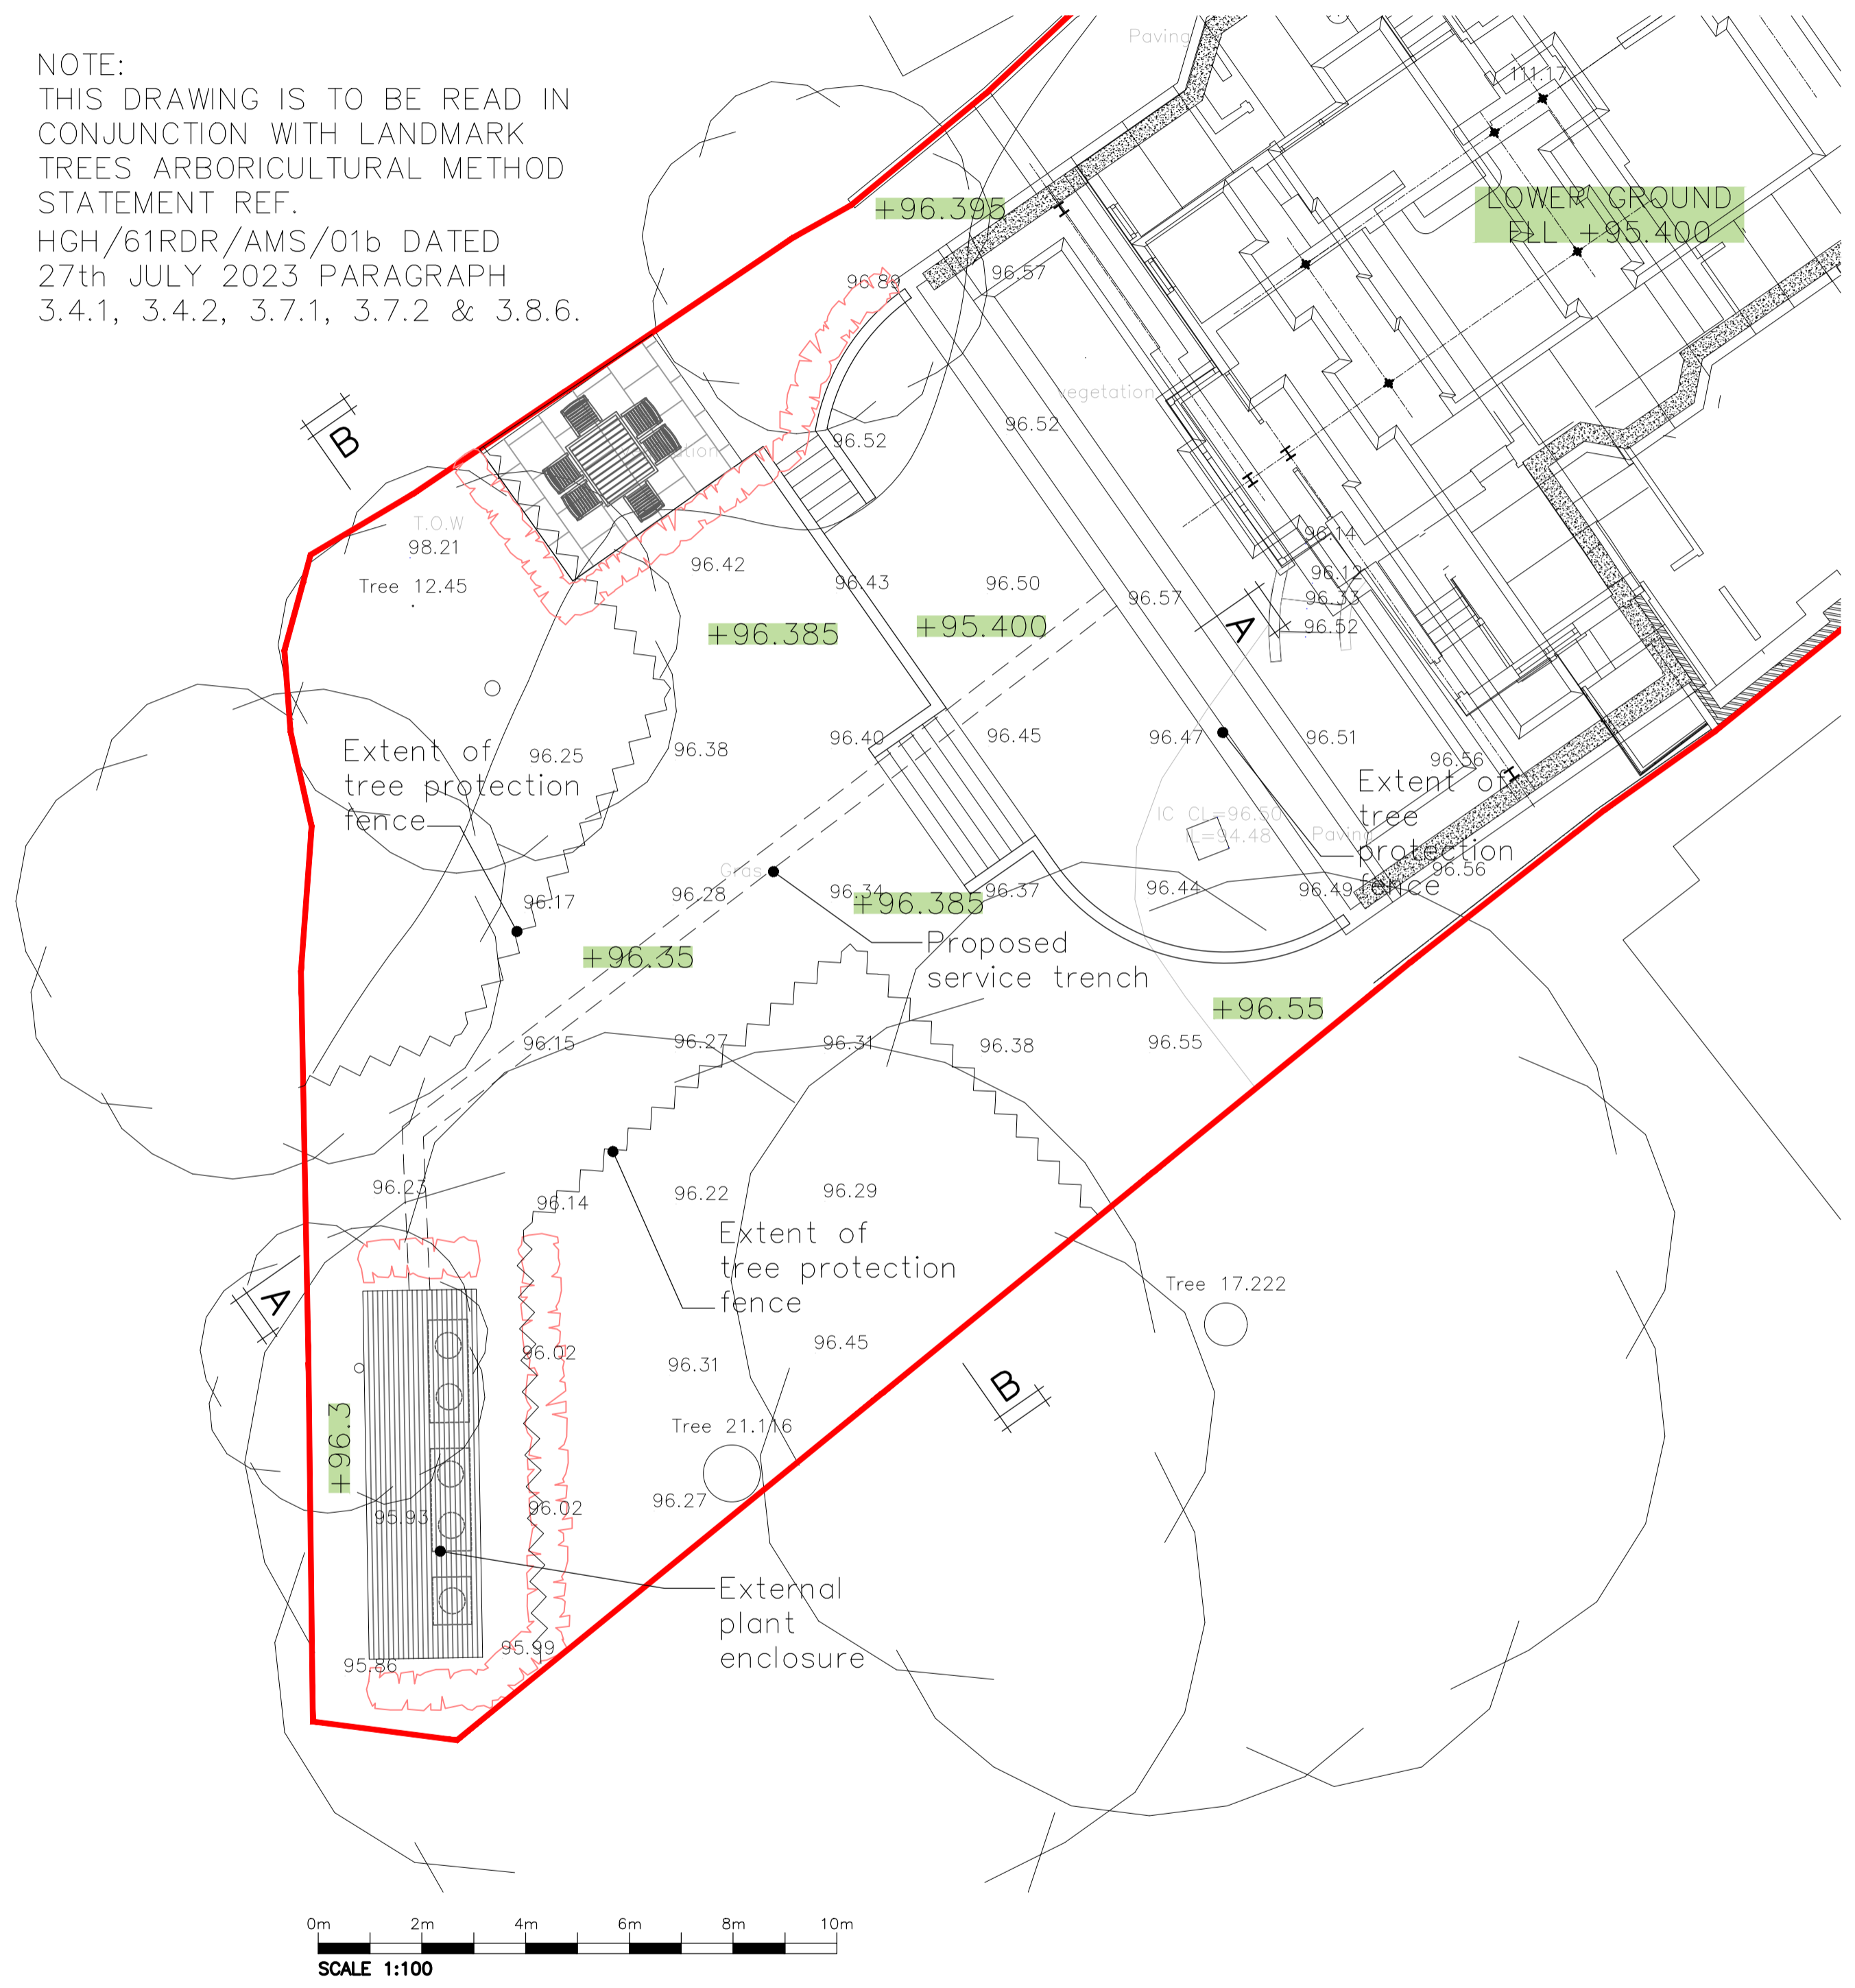 NOTE:
THIS DRAWING IS TO BE READ IN
CONJUNCTION WITH LANDMARK
TREES ARBORICULTURAL METHOD
STATEMENT REF.
HGH/61RDR/AMS/01b DATED
27th JULY 2023 PARAGRAPH
3.4.1, 3.4.2, 3.7.1, 3.7.2 & 3.8.6.
Paving
111.17
+96.395
LOWER GROUND
FLL +95.400
96.57
vegetation
96.52
96.52
B
T.O.W
98.21
Tree 12.45
96.42
96.43
96.50
96.57
96.14
96.12
96.33
96.52
A
+96.385
+95.400
Extent of
tree protection
fence
96.25
96.38
96.40
96.45
96.47
96.51
96.56
Extent of
tree
protection
fence
IC CL=96.50
IL=94.48
Paving
96.56
96.49
96.17
96.28
96.34
96.37
96.44
+96.385
+96.35
Proposed
service trench
+96.55
96.15
96.27
96.31
96.38
96.55
96.23
96.14
96.22
96.29
Extent of
tree protection
fence
A
Tree 17.222
96.02
96.31
96.45
B
+96.3
Tree 21.116
96.27
95.93
96.02
External
plant
enclosure
95.99
95.86
0m 2m 4m 6m 8m 10m
SCALE 1:100